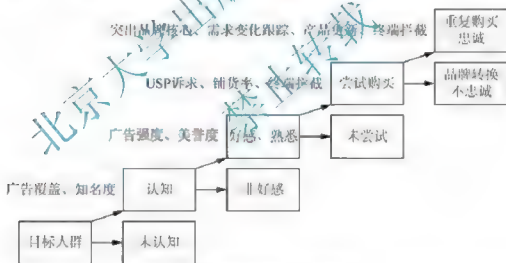 突出品牌核心、需求变化跟踪、产品更新、终端拦截
重复购买
忠诚
USP诉求、铺货率、终端拦截
尝试购买
品牌转换
不忠诚
广告强度、美誉度
好感、熟悉
未尝试
广告覆盖、知名度
认知
非好感
目标人群
未认知
北京大学出版
禁止转载